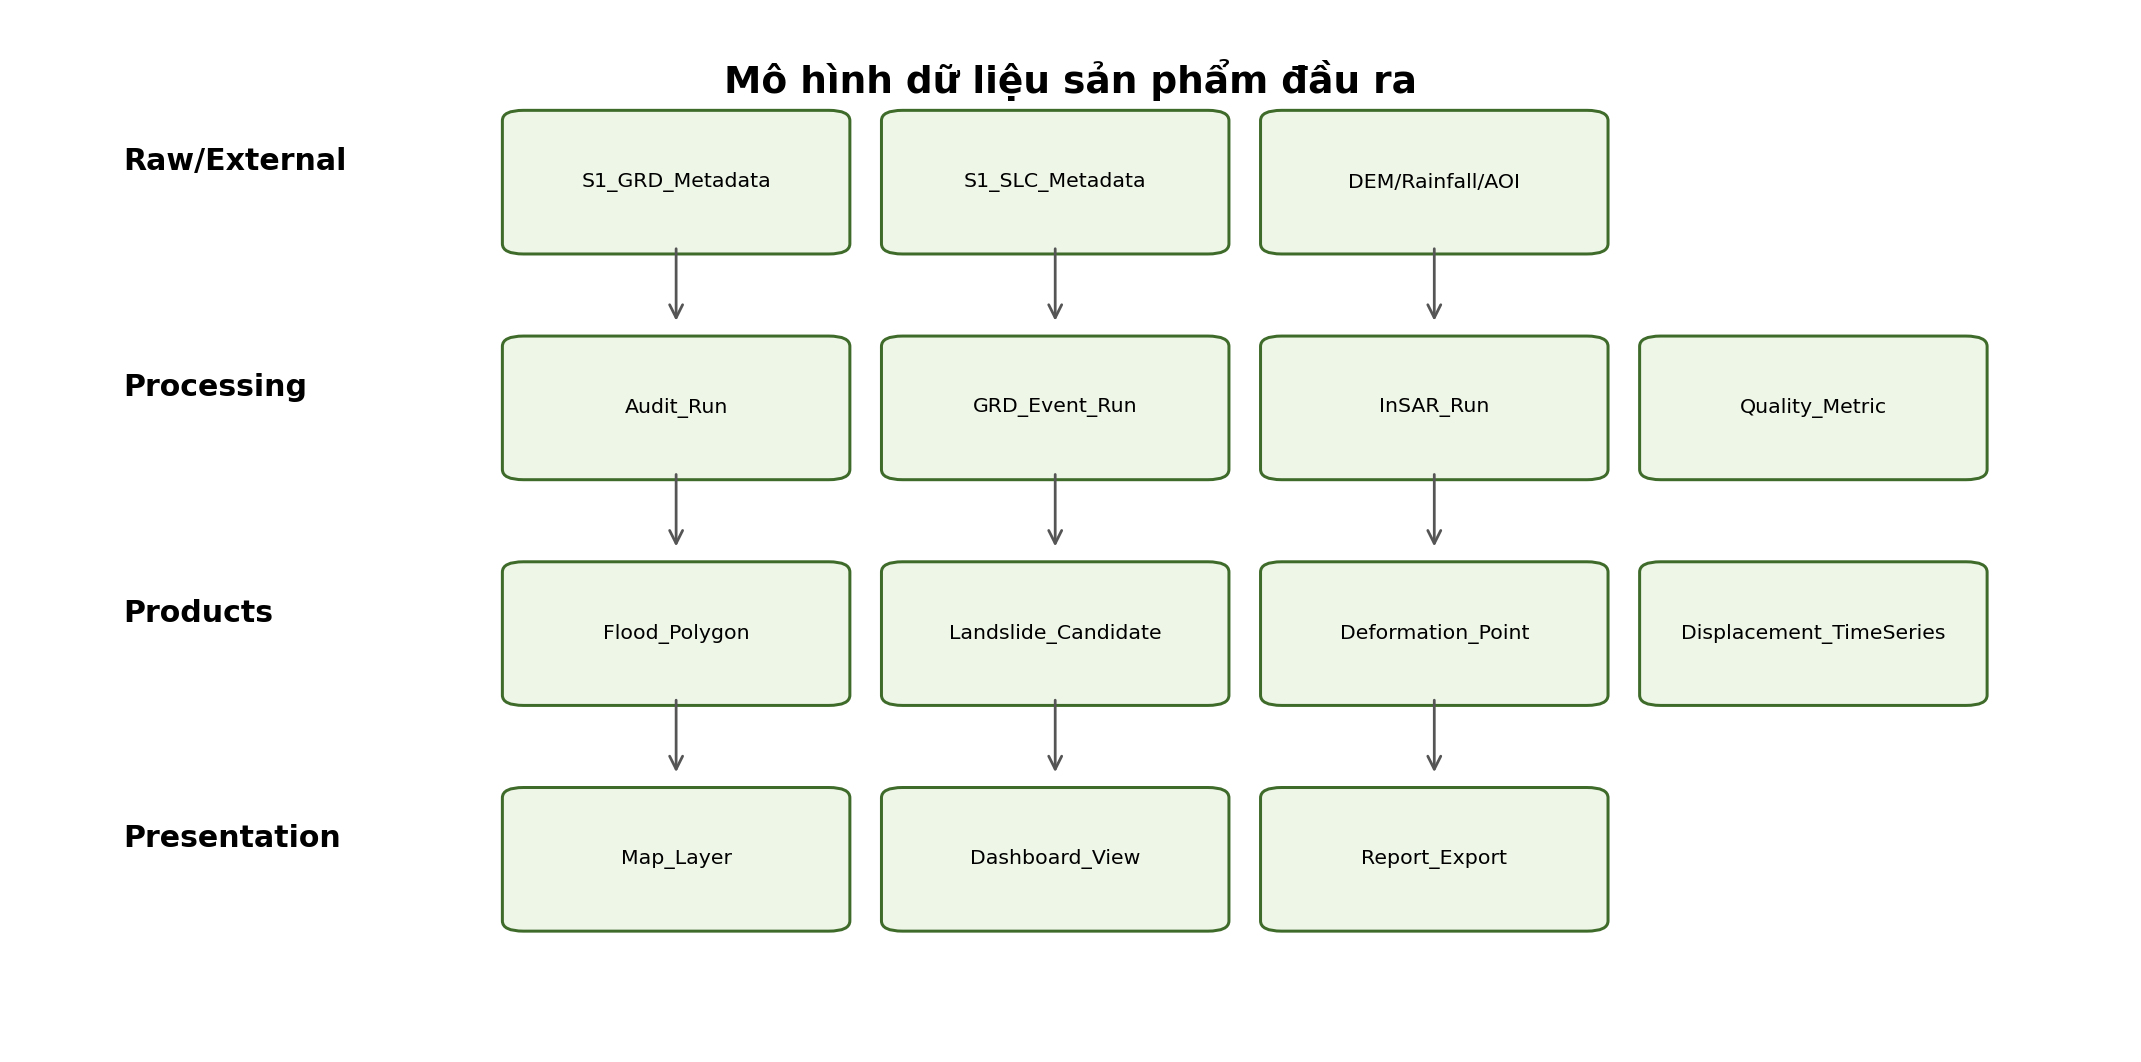 Mô hình dữ liệu sản phẩm đầu ra
Raw/External
S1_GRD_Metadata
S1_SLC_Metadata
DEM/Rainfall/AOI
Processing
Audit_Run
GRD_Event_Run
InSAR_Run
Quality_Metric
Products
Flood_Polygon
Landslide_Candidate
Deformation_Point
Displacement_TimeSeries
Presentation
Map_Layer
Dashboard_View
Report_Export